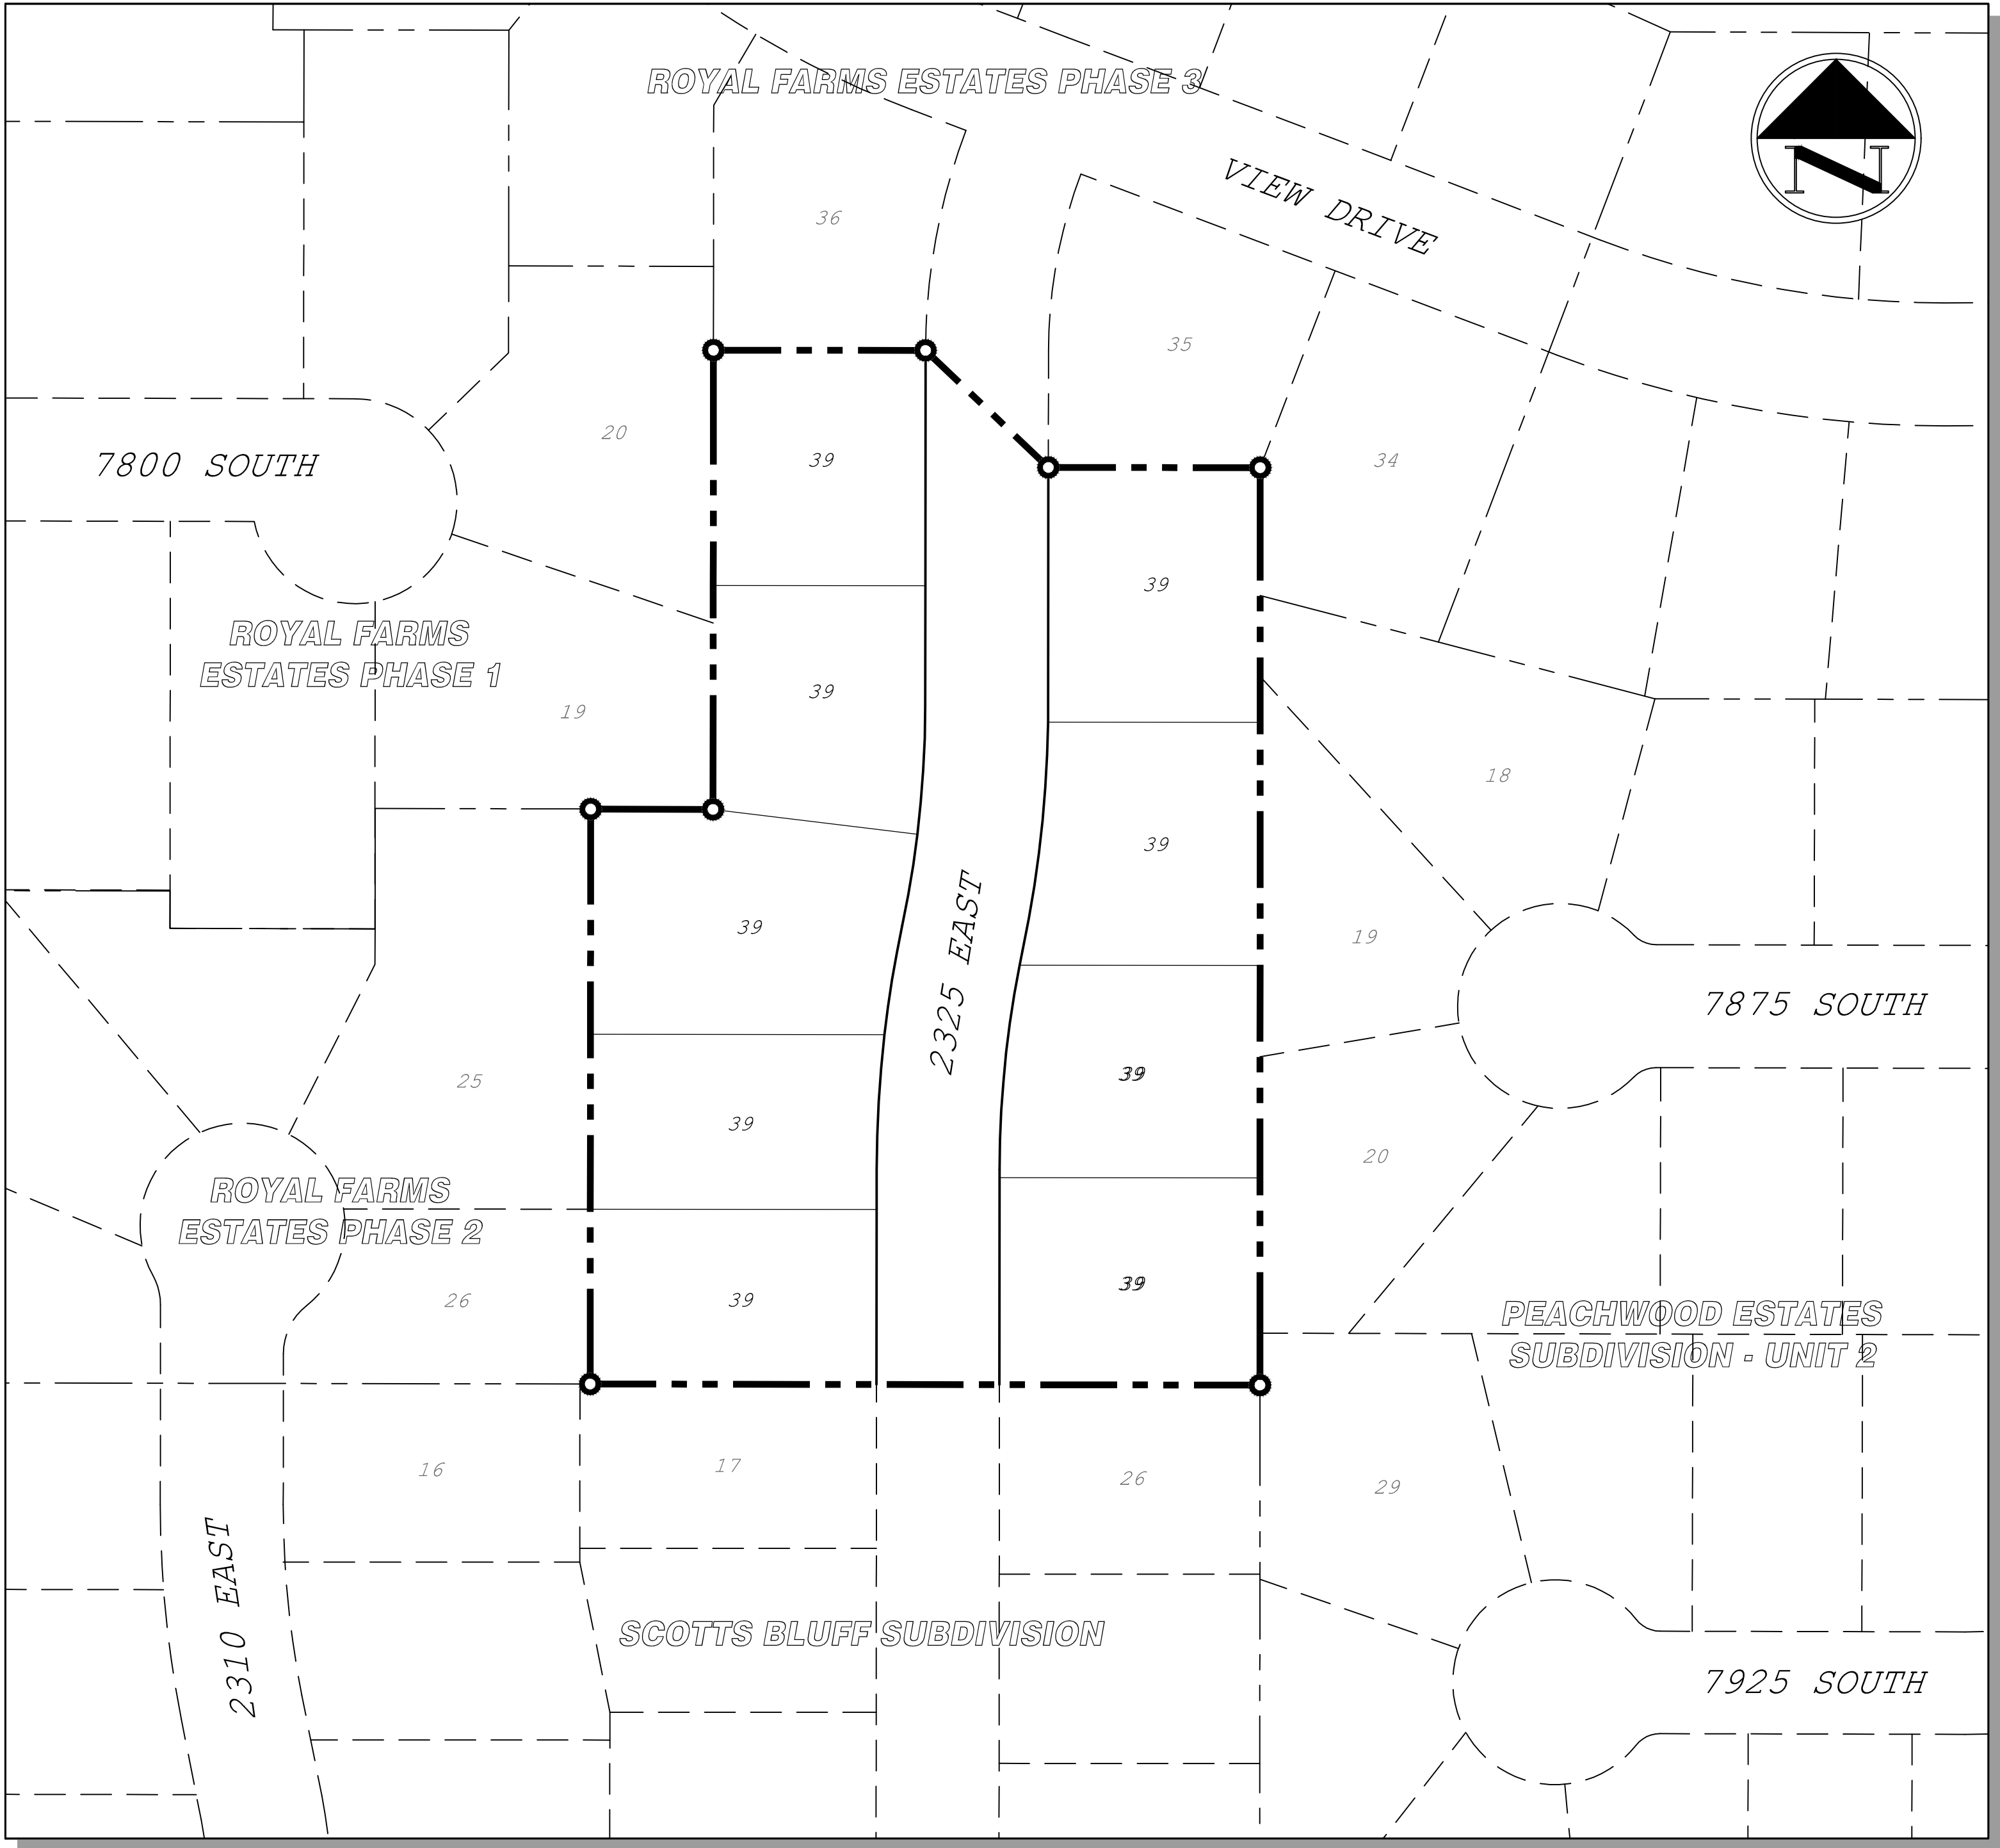 ROYAL FARMS ESTATES PHASE 3
N
VIEW DRIVE
36
35
20
39
34
7800 SOUTH
39
ROYAL FARMS
ESTATES PHASE 1
19
39
18
39
39
19
2325 EAST
7875 SOUTH
25
39
39
20
ROYAL FARMS
ESTATES PHASE 2
26
39
39
PEACHWOOD ESTATES
SUBDIVISION - UNIT 2
16
17
26
29
2310 EAST
SCOTTS BLUFF SUBDIVISION
7925 SOUTH